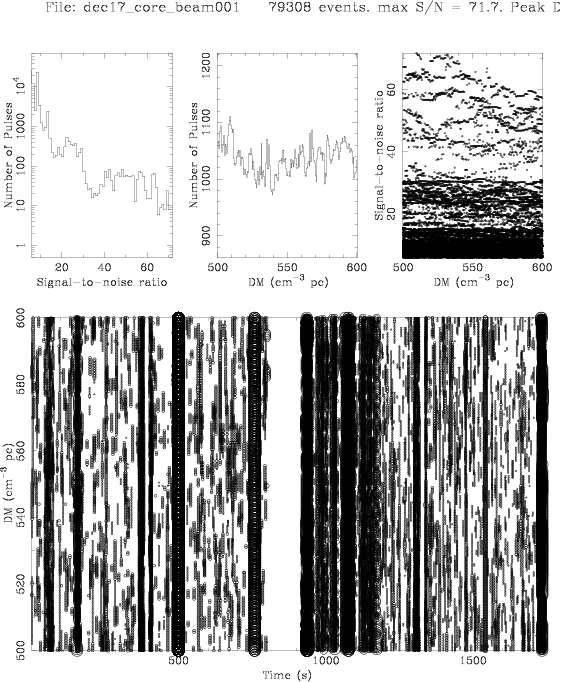 File: dec17_core_beam001 79308 events. max S/N = 71.7. Peak D
Number of Pulses
10⁴
1000
100
10
1
20 40 60
Signal-to-noise ratio
Number of Pulses
1200
1100
1000
900
500 550 600
DM (cm⁻³ pc)
Signal-to-noise ratio
60
40
20
500 550 600
DM (cm⁻³ pc)
DM (cm⁻³ pc)
600
580
560
540
520
500
500 1000 1500
Time (s)